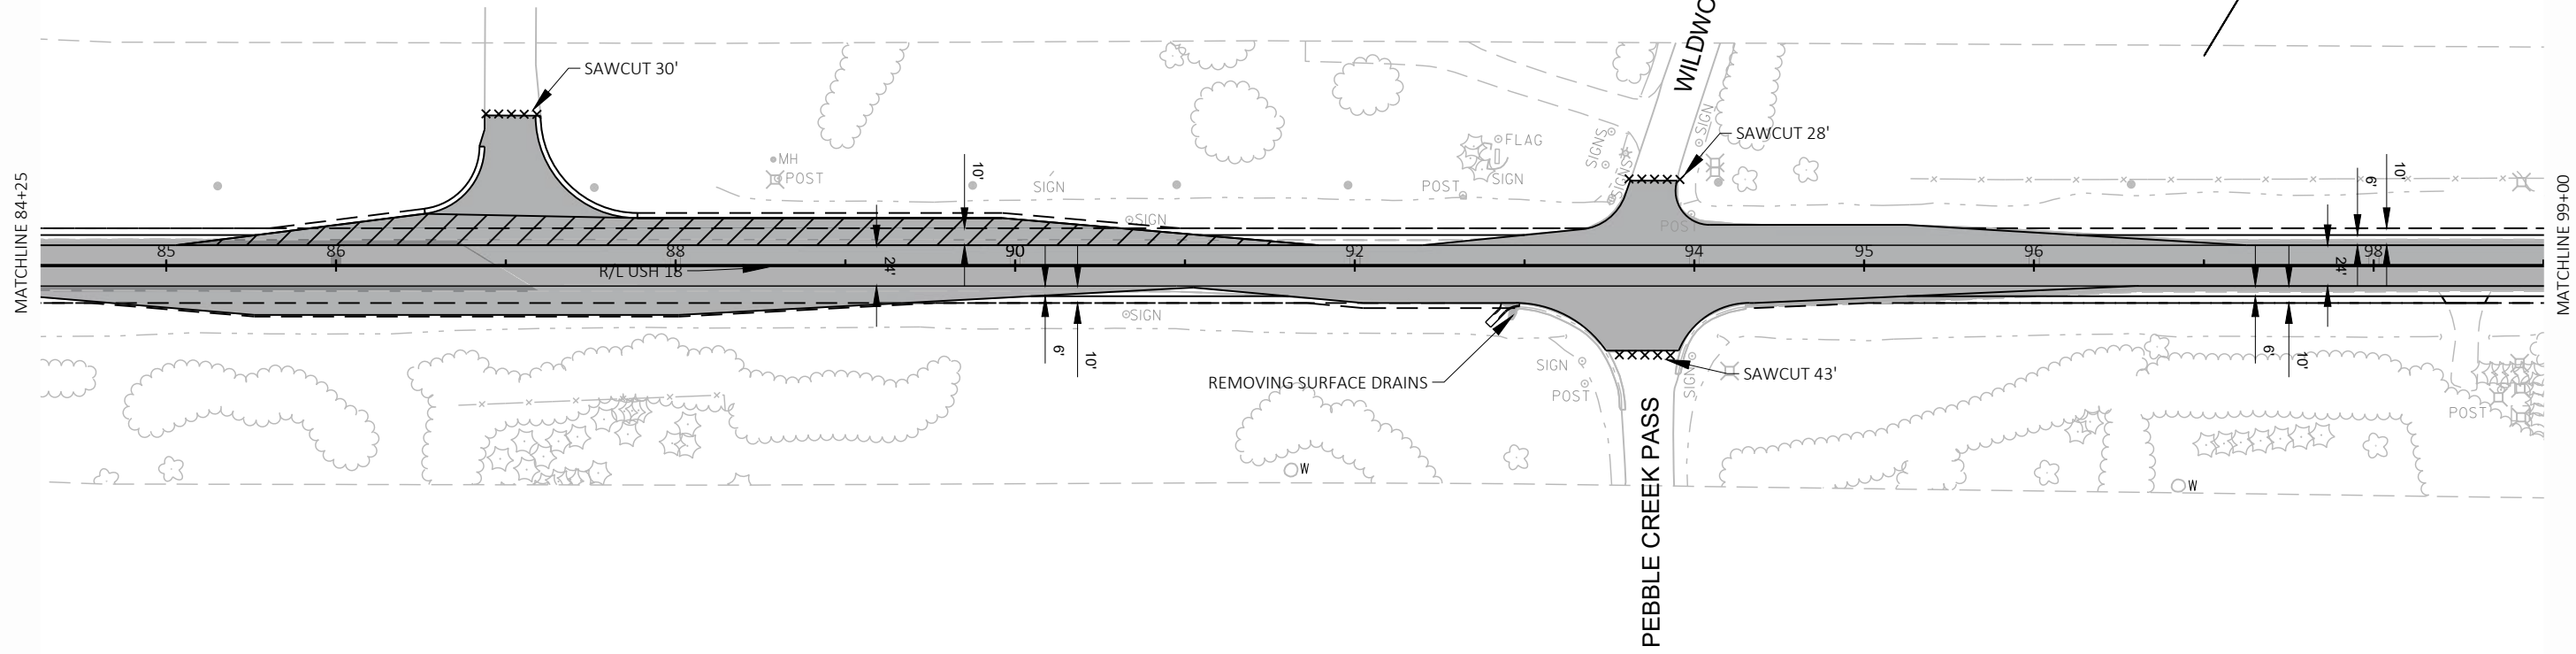 WILDWO
SAWCUT 30'
SIGN
SAWCUT 28'
FLAG
SIGNS
MH
POST
SIGN
SIGN
SIGNS
POST
10'
6'
10'
SIGN
POST
MATCHLINE 84+25
MATCHLINE 99+00
85
86
88
90
92
94
95
96
98
R/L USH 18
24'
24'
SIGN
6'
10'
6'
10'
REMOVING SURFACE DRAINS
SIGN
POST
SIGN
SAWCUT 43'
POST
W
W
PEBBLE CREEK PASS